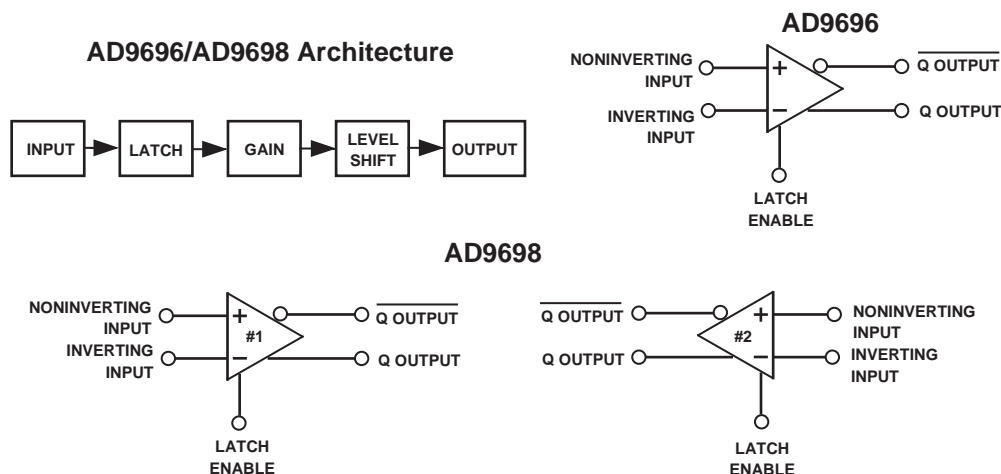 AD9696/AD9698 Architecture
INPUT
LATCH
GAIN
LEVEL
SHIFT
OUTPUT
AD9696
NONINVERTING
INPUT
+
Q OUTPUT
INVERTING
INPUT
–
Q OUTPUT
LATCH
ENABLE
AD9698
NONINVERTING
INPUT
+
Q OUTPUT
#1
INVERTING
INPUT
–
Q OUTPUT
LATCH
ENABLE
Q OUTPUT
+
NONINVERTING
INPUT
#2
Q OUTPUT
–
INVERTING
INPUT
LATCH
ENABLE